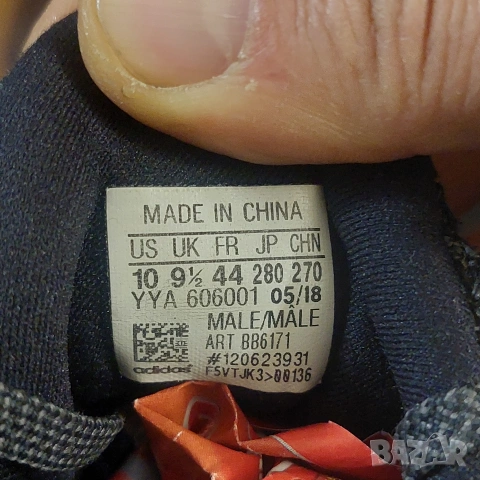 MADE IN CHINA
US UK FR JP CHN
10 9½ 44 280 270
YYA 606001 05/18
MALE/MÂLE
ART BB6171
#120623931
adidas F5VTJK3>00136
BAZAR